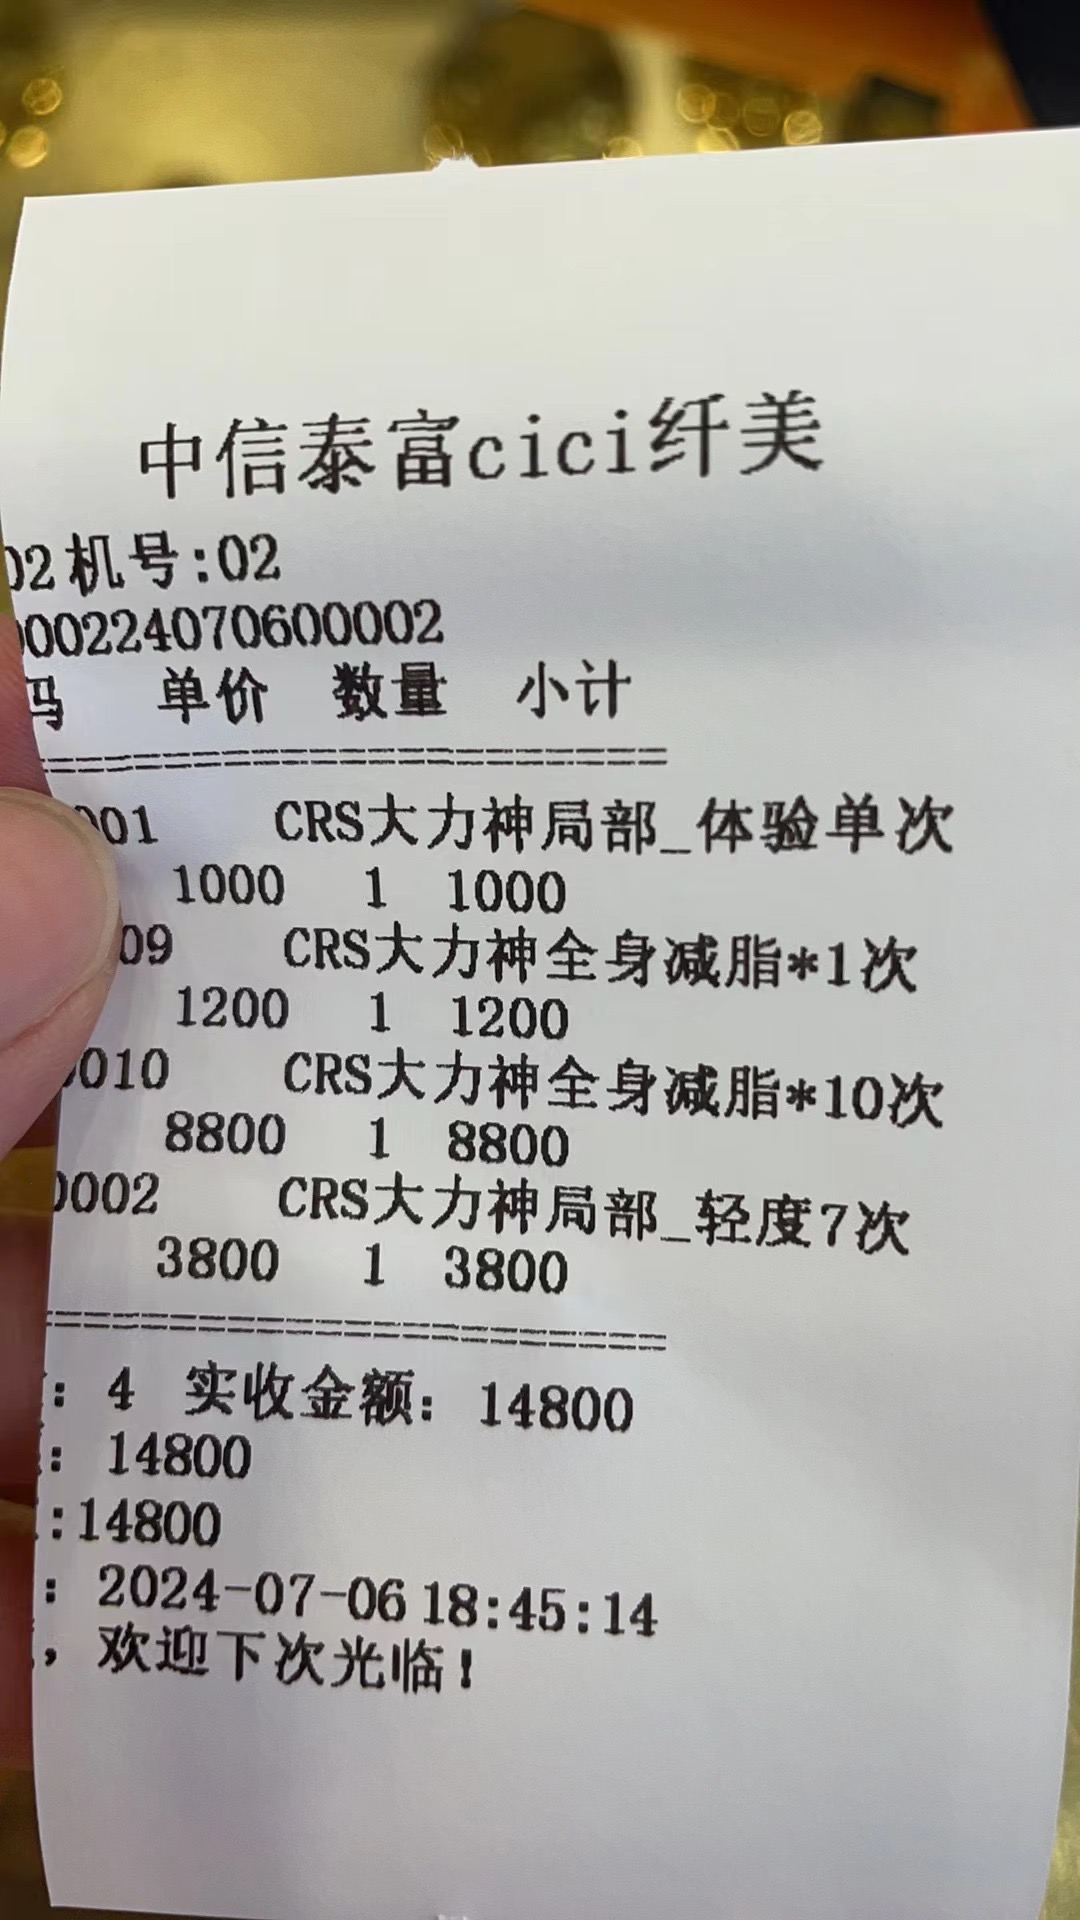 中信泰富cici纤美
02 机号:02
000224070600002
码 单价 数量 小计
001 CRS大力神局部_体验单次
1000 1 1000
09 CRS大力神全身减脂*1次
1200 1 1200
0010 CRS大力神全身减脂*10次
8800 1 8800
0002 CRS大力神局部_轻度7次
3800 1 3800
: 4 实收金额: 14800
: 14800
:14800
: 2024-07-06 18:45:14
, 欢迎下次光临!